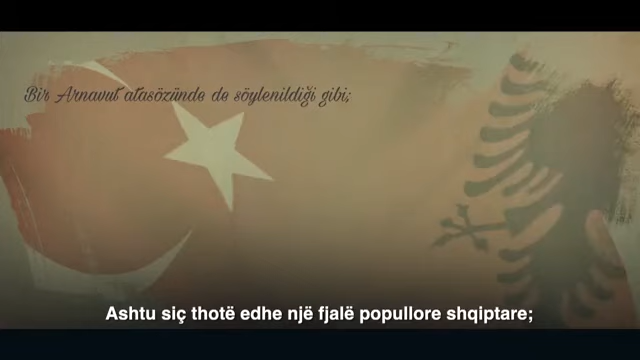 Bir Arnavut atasözünde de söylenildiği gibi;
Ashtu siç thotë edhe një fjalë popullore shqiptare;